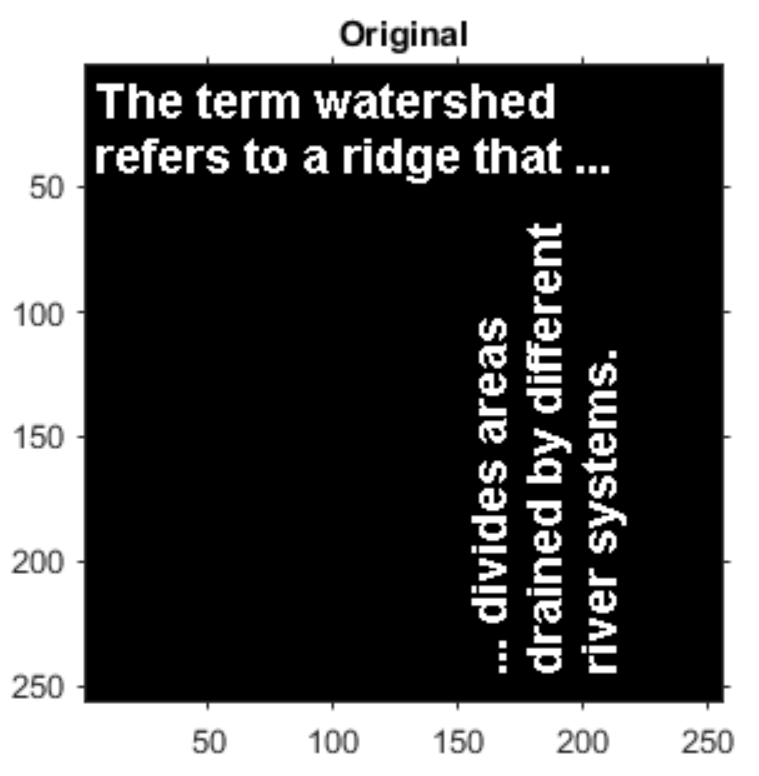 Original
The term watershed
refers to a ridge that ...
... divides areas
drained by different
river systems.
50
100
150
200
250
50 100 150 200 250